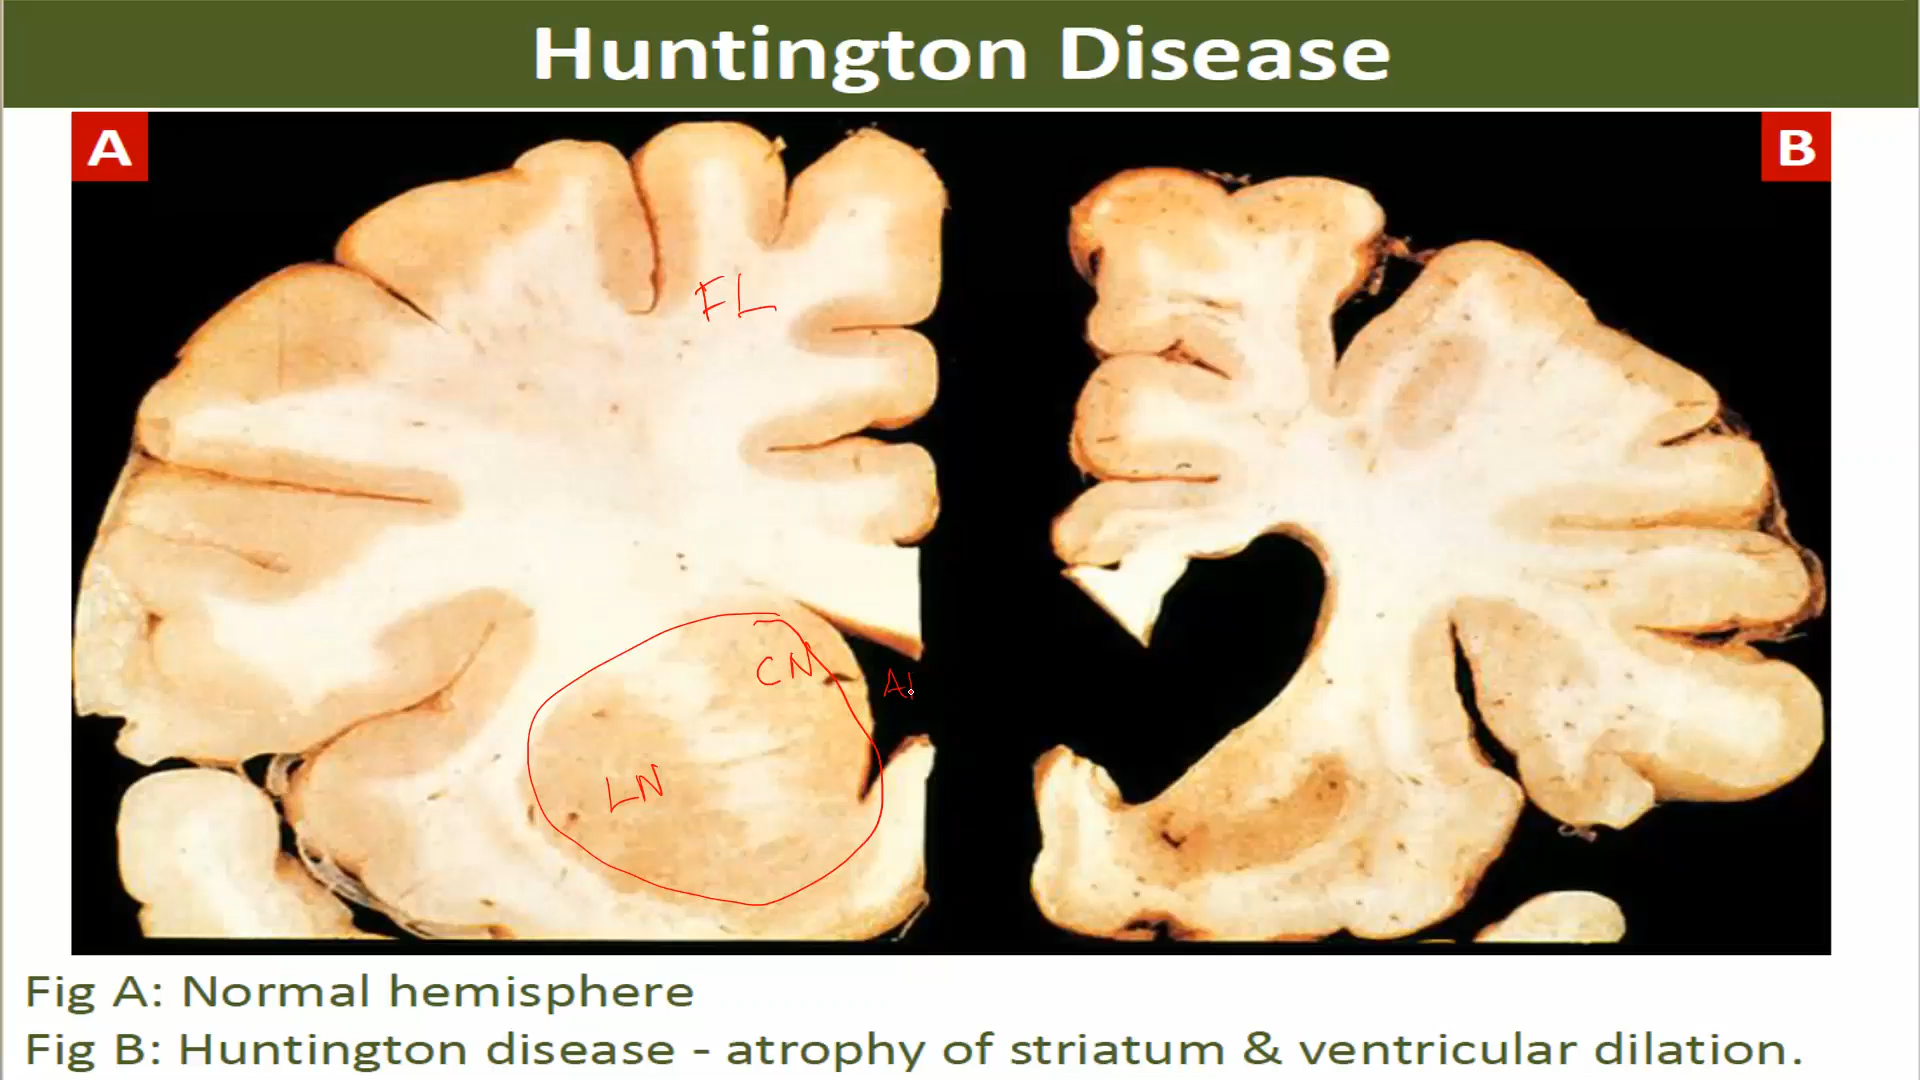 Huntington Disease
A
B
FL
CN
LN
Fig A: Normal hemisphere
Fig B: Huntington disease - atrophy of striatum & ventricular dilation.